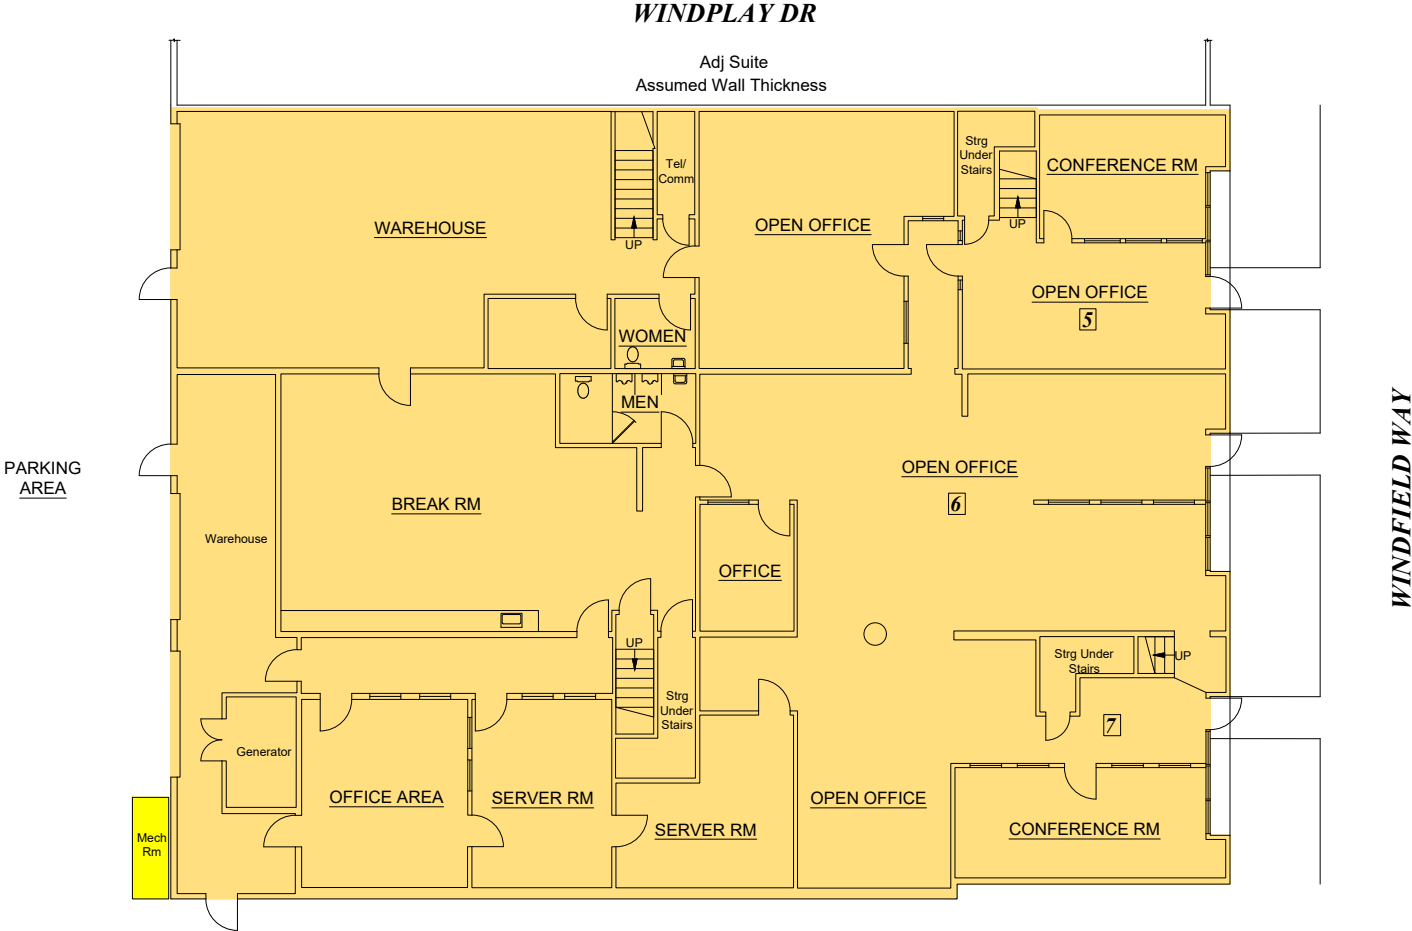 WINDPLAY DR
Adj Suite
Assumed Wall Thickness
Strg
Under
Stairs
Tel/
Comm
CONFERENCE RM
WAREHOUSE
OPEN OFFICE
UP
UP
OPEN OFFICE
5
WOMEN
MEN
PARKING
AREA
BREAK RM
OPEN OFFICE
6
WINDFIELD WAY
Warehouse
OFFICE
UP
Strg Under
Stairs
UP
Strg
Under
Stairs
7
Generator
OFFICE AREA
SERVER RM
OPEN OFFICE
SERVER RM
CONFERENCE RM
Mech
Rm